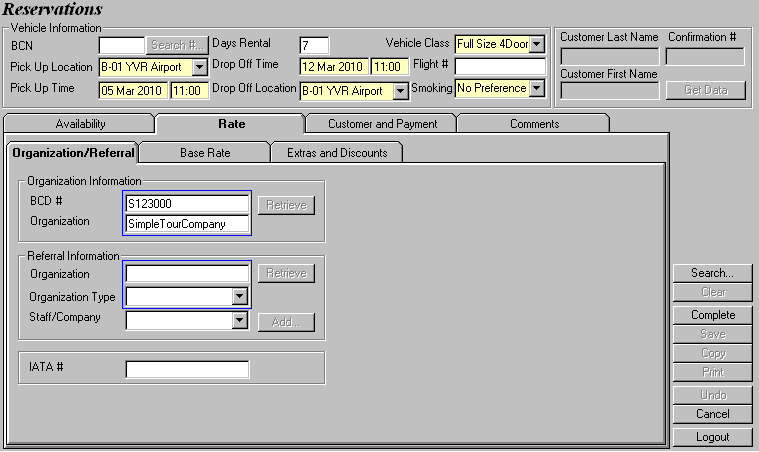 Reservations
Vehicle Information
BCN Search #... Days Rental 7 Vehicle Class Full Size 4Door
Pick Up Location B-01 YVR Airport Drop Off Time 12 Mar 2010 11:00 Flight #
Pick Up Time 05 Mar 2010 11:00 Drop Off Location B-01 YVR Airport Smoking No Preference
Customer Last Name Confirmation #
Customer First Name
Get Data
Availability Rate Customer and Payment Comments
Organization/Referral Base Rate Extras and Discounts
Organization Information
BCD # S123000 Retrieve
Organization SimpleTourCompany
Referral Information
Organization Retrieve
Organization Type
Staff/Company Add...
IATA #
Search...
Clear
Complete
Save
Copy
Print
Undo
Cancel
Logout